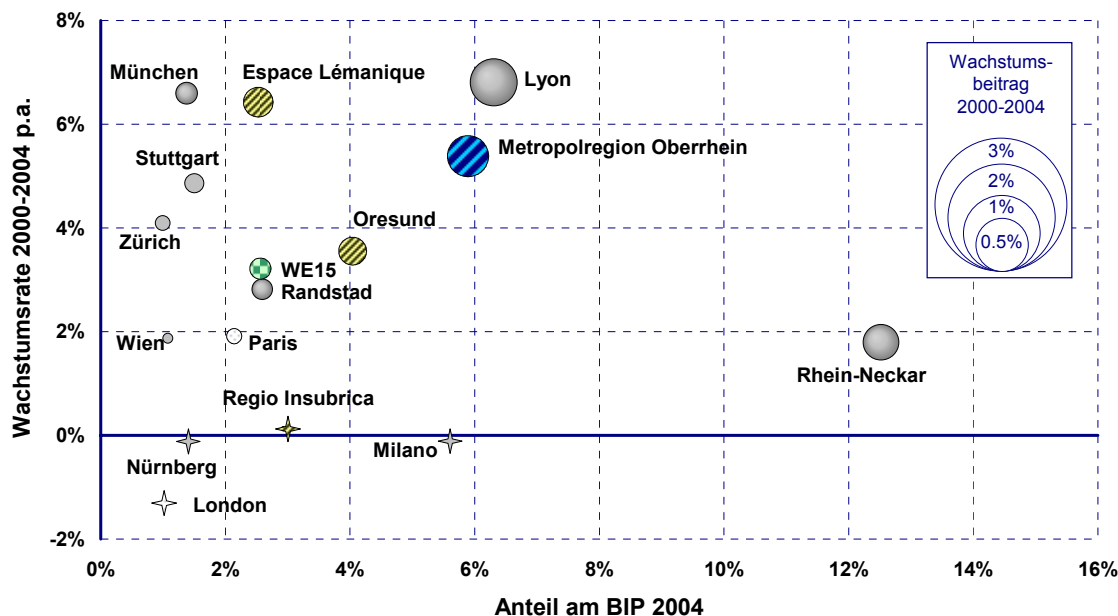 8%
6%
4%
2%
0%
-2%
Wachstumsrate 2000-2004 p.a.
München
Espace Lémanique
Lyon
Metropolregion Oberrhein
Stuttgart
Oresund
Zürich
WE15
Randstad
Wien
Paris
Rhein-Neckar
Regio Insubrica
Milano
Nürnberg
London
Wachstums-
beitrag
2000-2004
3%
2%
1%
0.5%
0% 2% 4% 6% 8% 10% 12% 14% 16%
Anteil am BIP 2004